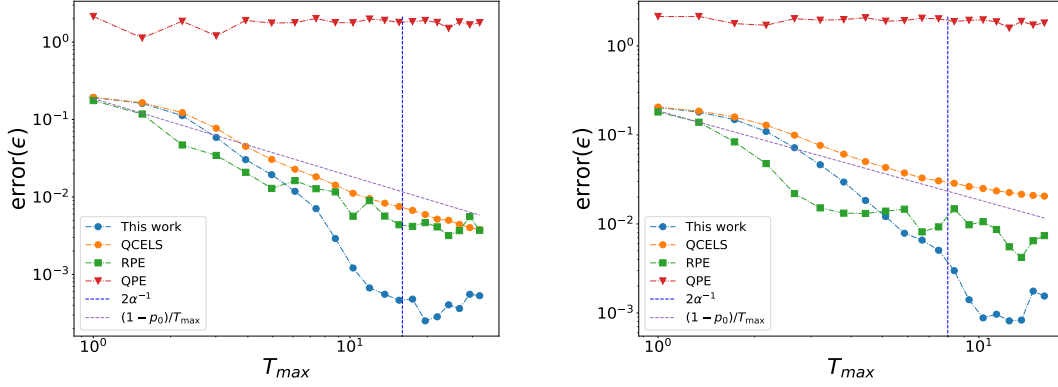 error(ϵ)
10⁰
10⁻¹
10⁻²
10⁻³
This work
QCELS
RPE
QPE
2α⁻¹
(1 − p₀)/T_max
10⁰
10¹
T_max
error(ϵ)
10⁰
10⁻¹
10⁻²
10⁻³
This work
QCELS
RPE
QPE
2α⁻¹
(1 − p₀)/T_max
10⁰
10¹
T_max